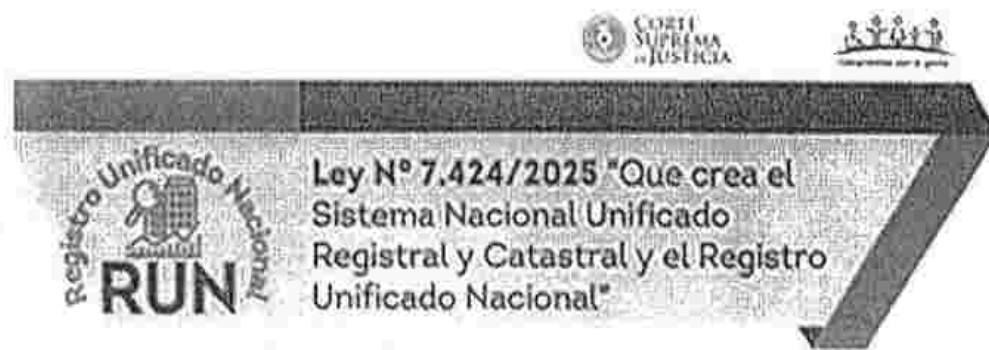 CORTE
SUPREMA
DE JUSTICIA
Registro Unificado Nacional
RUN
Ley Nº 7.424/2025 "Que crea el
Sistema Nacional Unificado
Registral y Catastral y el Registro
Unificado Nacional"